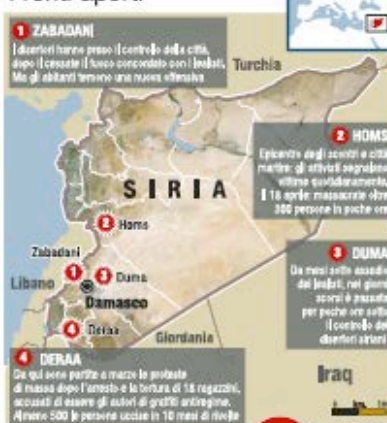 1 ZABADANI
I disertori hanno preso il controllo della città,
dopo il cessate il fuoco concordato con i lealisti.
Ma gli abitanti temono una nuova offensiva
Turchia
2 HOMS
Epicentro degli scontri e città
martire: gli attivisti segnalano
vittime quotidianamente.
Il 18 aprile massacrate oltre
300 persone in poche ore
SIRIA
2 Homs
Zabadani
1
3 Duma
Libano
Damasco
4 Deraa
Giordania
3 DUMA
Da mesi sotto assedio
dei lealisti, nei giorni
scorsi è passata
per poche ore sotto
il controllo dei
disertori siriani
Iraq
4 DERAA
Da qui sono partite a marzo le proteste
di massa dopo l'arresto e la tortura di 18 ragazzini,
accusati di essere gli autori di graffiti antiregime.
Almeno 500 le persone uccise in 10 mesi di rivolte